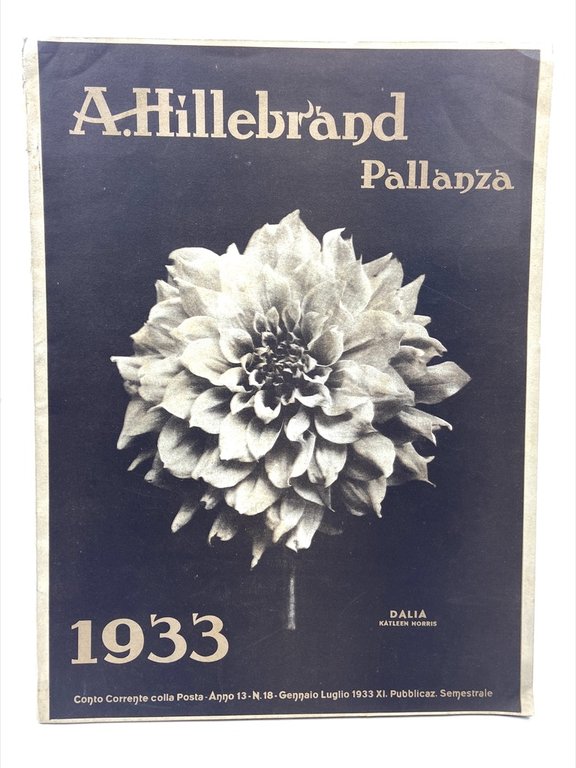 A. Hillebrand
Pallanza
DALIA
KATLEEN NORRIS
1933
Conto Corrente colla Posta - Anno 13 - N. 18 - Gennaio Luglio 1933 XI. Pubblicaz. Semestrale